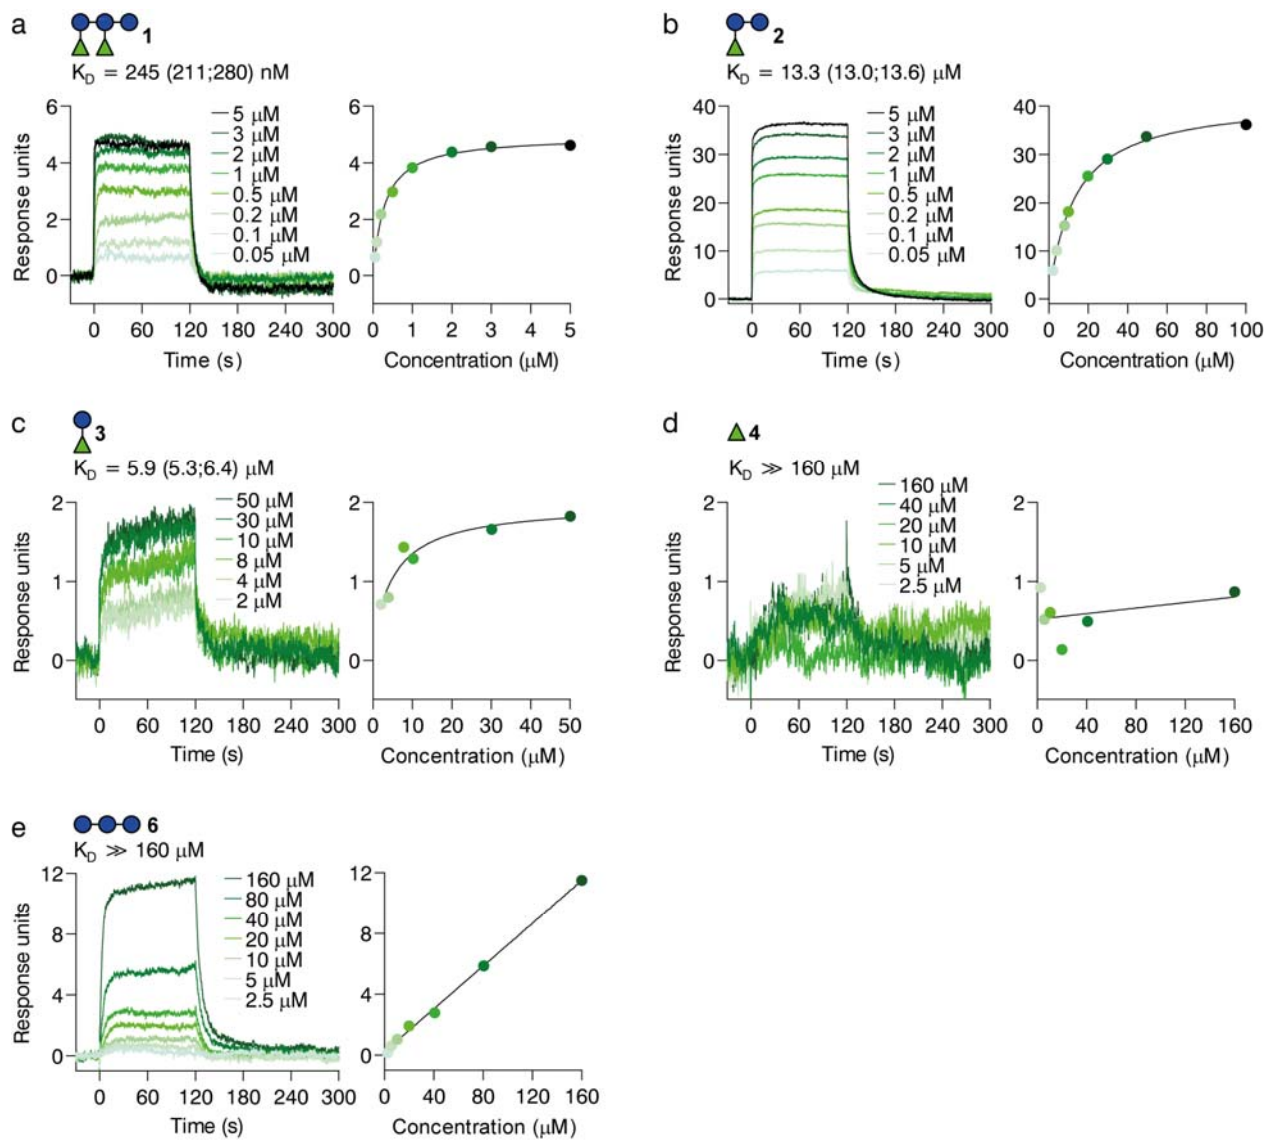 a
1
K_D = 245 (211;280) nM
Response units
6
4
2
0
0 60 120 180 240 300
Time (s)
5 μM
3 μM
2 μM
1 μM
0.5 μM
0.2 μM
0.1 μM
0.05 μM
6
4
2
0
0 1 2 3 4 5
Concentration (μM)
b
2
K_D = 13.3 (13.0;13.6) μM
Response units
40
30
20
10
0
0 60 120 180 240 300
Time (s)
5 μM
3 μM
2 μM
1 μM
0.5 μM
0.2 μM
0.1 μM
0.05 μM
40
30
20
10
0
0 20 40 60 80 100
Concentration (μM)
c
3
K_D = 5.9 (5.3;6.4) μM
Response units
2
1
0
0 60 120 180 240 300
Time (s)
50 μM
30 μM
10 μM
8 μM
4 μM
2 μM
2
1
0
0 10 20 30 40 50
Concentration (μM)
d
4
K_D ≫ 160 μM
Response units
2
1
0
0 60 120 180 240 300
Time (s)
160 μM
40 μM
20 μM
10 μM
5 μM
2.5 μM
2
1
0
0 40 80 120 160
Concentration (μM)
e
6
K_D ≫ 160 μM
Response units
12
8
4
0
0 60 120 180 240 300
Time (s)
160 μM
80 μM
40 μM
20 μM
10 μM
5 μM
2.5 μM
12
8
4
0
0 40 80 120 160
Concentration (μM)